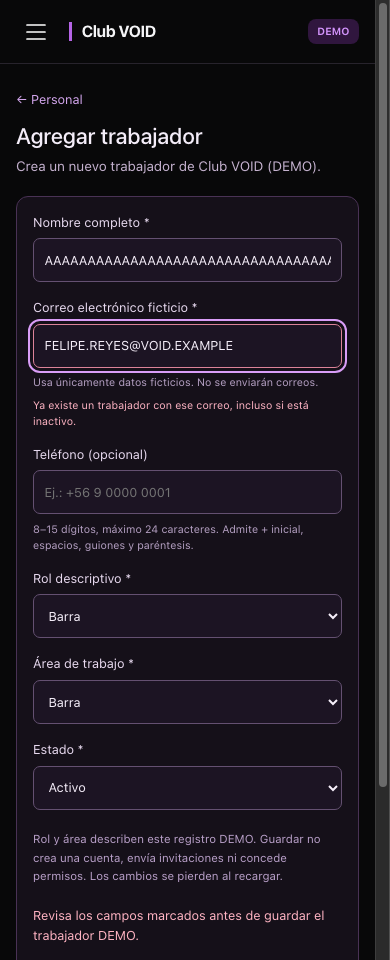 Club VOID
DEMO
← Personal
Agregar trabajador
Crea un nuevo trabajador de Club VOID (DEMO).
Nombre completo *
AAAAAAAAAAAAAAAAAAAAAAAAAAAAAAAAAA
Correo electrónico ficticio *
FELIPE.REYES@VOID.EXAMPLE
Usa únicamente datos ficticios. No se enviarán correos.
Ya existe un trabajador con ese correo, incluso si está
inactivo.
Teléfono (opcional)
Ej.: +56 9 0000 0001
8–15 dígitos, máximo 24 caracteres. Admite + inicial,
espacios, guiones y paréntesis.
Rol descriptivo *
Barra
Área de trabajo *
Barra
Estado *
Activo
Rol y área describen este registro DEMO. Guardar no
crea una cuenta, envía invitaciones ni concede
permisos. Los cambios se pierden al recargar.
Revisa los campos marcados antes de guardar el
trabajador DEMO.